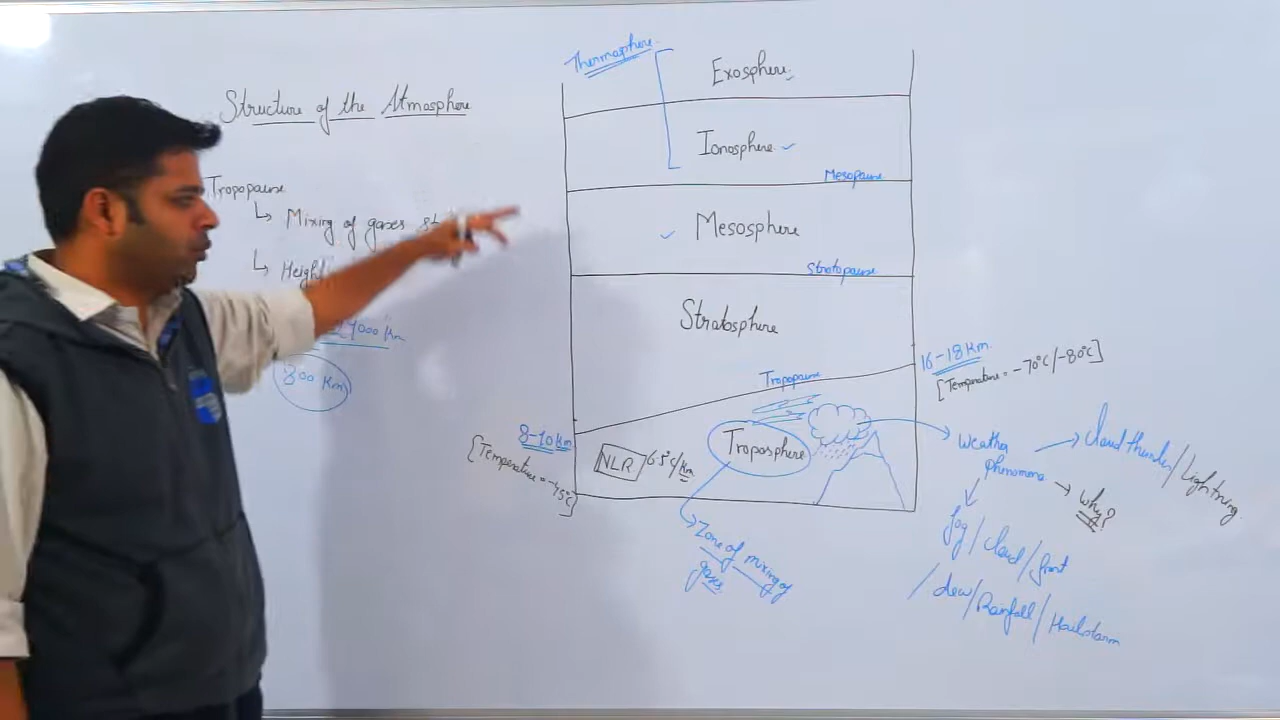 Structure of the Atmosphere
Tropopause
Mixing of gases
Height
1000 Km
800 Km
Thermosphere
Exosphere
Ionosphere
Mesopause
Mesosphere
Stratopause
Stratosphere
Tropopause
16-18 Km
[Temperature = -70°C/-80°C]
8-10 Km
[Temperature = -45°C]
NLR 6.5°C/Km
Troposphere
Zone of mixing of
gases
Weather
phenomena
Cloud thunder/Lightning
Why?
fog/cloud/frost
/dew/Rainfall/Hailstorm